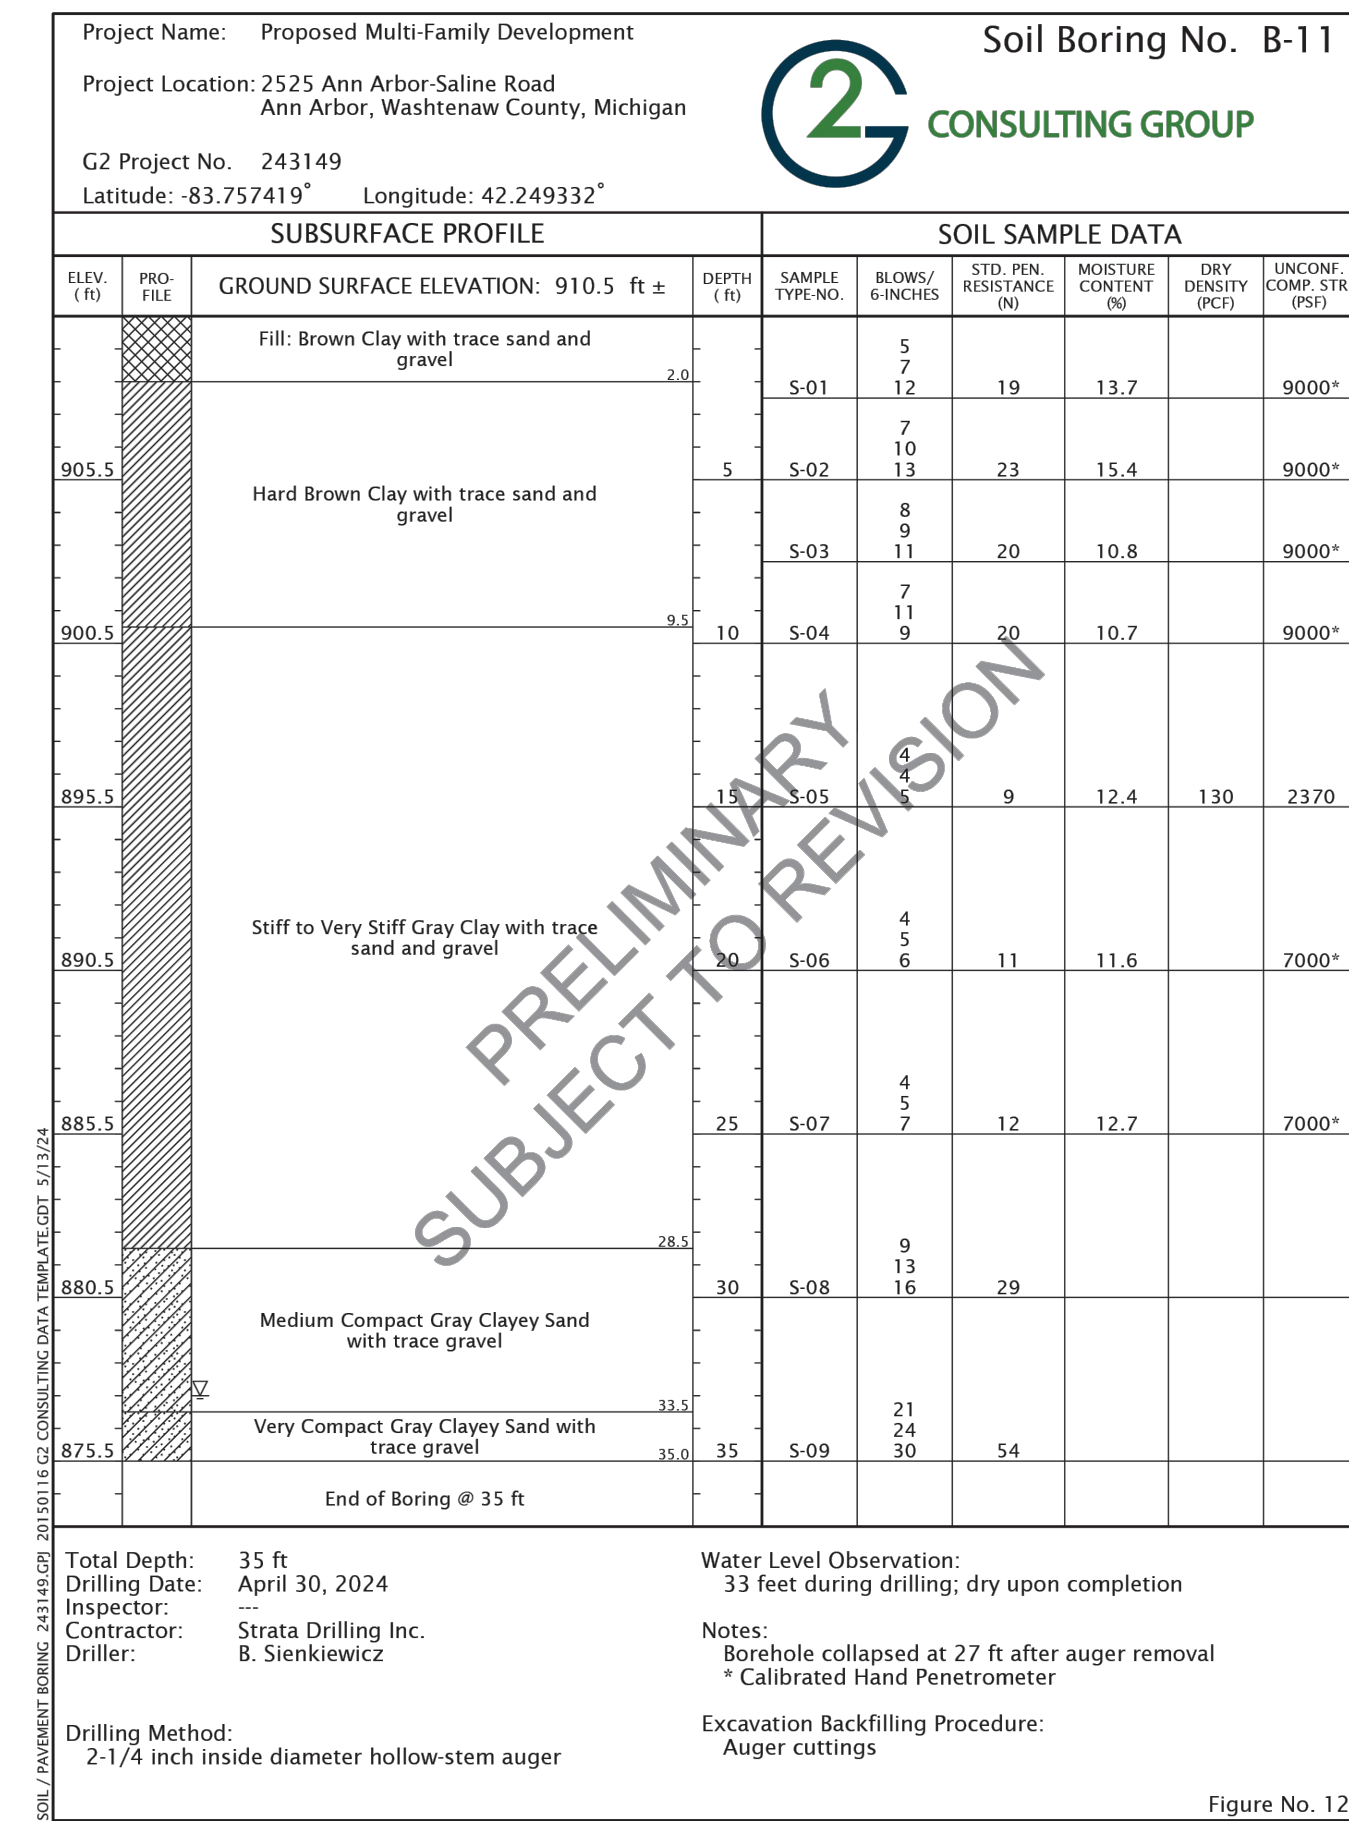 Project Name: Proposed Multi-Family Development
Project Location: 2525 Ann Arbor-Saline Road
Ann Arbor, Washtenaw County, Michigan
G2 Project No. 243149
Latitude: -83.757419° Longitude: 42.249332°
G2 CONSULTING GROUP
Soil Boring No. B-11
SUBSURFACE PROFILE
SOIL SAMPLE DATA
ELEV. ( ft)
PRO- FILE
GROUND SURFACE ELEVATION: 910.5 ft ±
DEPTH ( ft)
SAMPLE TYPE-NO.
BLOWS/ 6-INCHES
STD. PEN. RESISTANCE (N)
MOISTURE CONTENT (%)
DRY DENSITY (PCF)
UNCONF. COMP. STR (PSF)
Fill: Brown Clay with trace sand and
gravel
2.0
5
7
S-01 12 19 13.7 9000*
7
10
905.5 5 S-02 13 23 15.4 9000*
Hard Brown Clay with trace sand and
gravel
8
9
S-03 11 20 10.8 9000*
7
11
9.5
900.5 10 S-04 9 20 10.7 9000*
4
4
895.5 15 S-05 5 9 12.4 130 2370
Stiff to Very Stiff Gray Clay with trace
sand and gravel
4
5
890.5 20 S-06 6 11 11.6 7000*
4
5
885.5 25 S-07 7 12 12.7 7000*
28.5
9
13
880.5 30 S-08 16 29
Medium Compact Gray Clayey Sand
with trace gravel
33.5
Very Compact Gray Clayey Sand with
trace gravel
21
24
875.5 35.0 35 S-09 30 54
End of Boring @ 35 ft
PRELIMINARY
SUBJECT TO REVISION
Total Depth: 35 ft
Drilling Date: April 30, 2024
Inspector: ---
Contractor: Strata Drilling Inc.
Driller: B. Sienkiewicz
Drilling Method:
2-1/4 inch inside diameter hollow-stem auger
Water Level Observation:
33 feet during drilling; dry upon completion
Notes:
Borehole collapsed at 27 ft after auger removal
* Calibrated Hand Penetrometer
Excavation Backfilling Procedure:
Auger cuttings
Figure No. 12
SOIL / PAVEMENT BORING 243149.GPJ 20150116 G2 CONSULTING DATA TEMPLATE.GDT 5/13/24